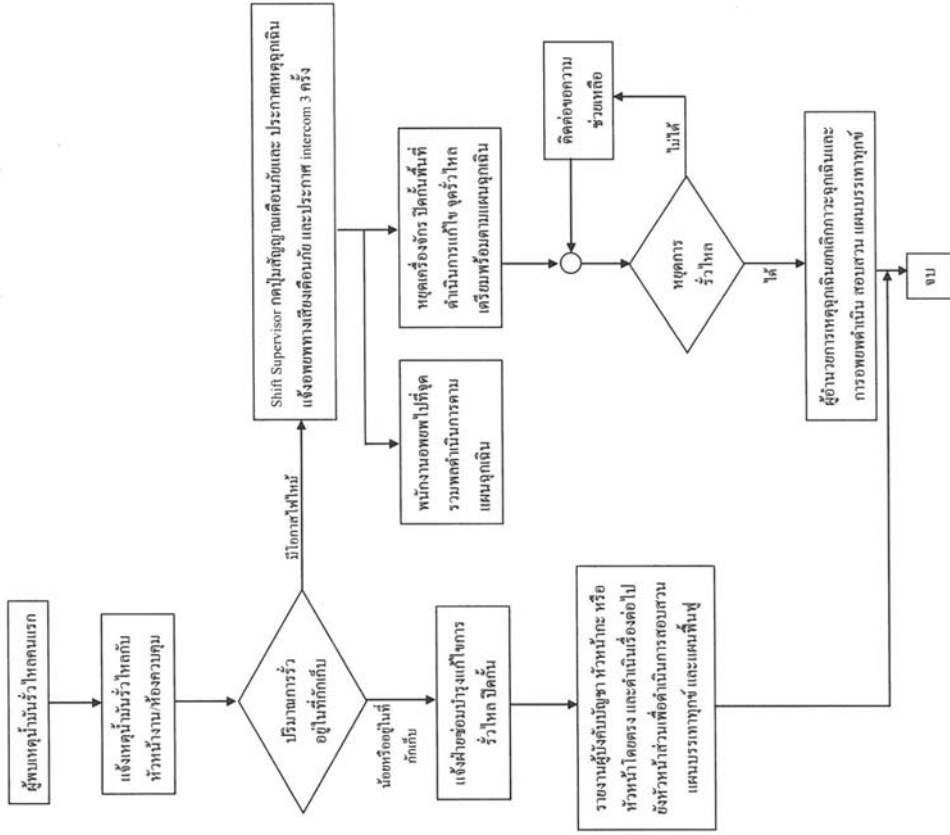 ผู้พบเหตุน้ำมันรั่วไหลคนแรก
แจ้งเหตุน้ำมันรั่วไหลกับ
หัวหน้างาน/ห้องควบคุม
ปริมาณการรั่ว
อยู่ในที่กักเก็บ
มีโอกาสไฟไหม้
น้อยหรืออยู่ในที่
กักเก็บ
แจ้งฝ่ายซ่อมบำรุงแก้ไขการ
รั่วไหล ปิดกั้น
รายงานผู้บังคับบัญชา หัวหน้ากะ หรือ
หัวหน้าโดยตรง และดำเนินเรื่องต่อไป
ยังหัวหน้าส่วนเพื่อดำเนินการสอบสวน
แผนบรรเทาทุกข์ และแผนฟื้นฟู
Shift Supervisor กดปุ่มสัญญาณเตือนภัยและ ประกาศเหตุฉุกเฉิน
แจ้งอพยพทางเสียงเตือนภัย และประกาศ intercom 3 ครั้ง
พนักงานอพยพไปที่จุด
รวมพลดำเนินการตาม
แผนฉุกเฉิน
หยุดเครื่องจักร ปิดกั้นพื้นที่
ดำเนินการแก้ไข จุดรั่วไหล
เตรียมพร้อมตามแผนฉุกเฉิน
ติดต่อขอความ
ช่วยเหลือ
หยุดการ
รั่วไหล
ไม่ได้
ได้
ผู้อำนวยการเหตุฉุกเฉินยกเลิกภาวะฉุกเฉินและ
การอพยพดำเนิน สอบสวน แผนบรรเทาทุกข์
จบ